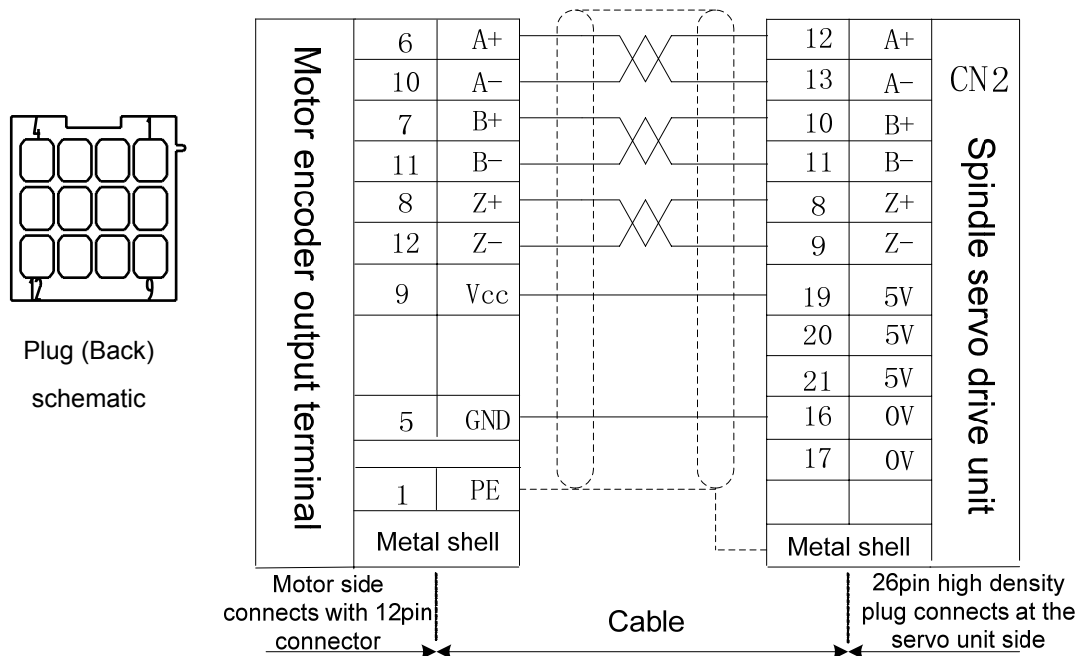 4 1
12 9
Plug (Back)
schematic
Motor encoder output terminal
6 A+
10 A-
7 B+
11 B-
8 Z+
12 Z-
9 Vcc
5 GND
1 PE
Metal shell
12 A+
13 A-
10 B+
11 B-
8 Z+
9 Z-
19 5V
20 5V
21 5V
16 0V
17 0V
Metal shell
CN2
Spindle servo drive unit
Motor side
connects with 12pin
connector
Cable
26pin high density
plug connects at the
servo unit side